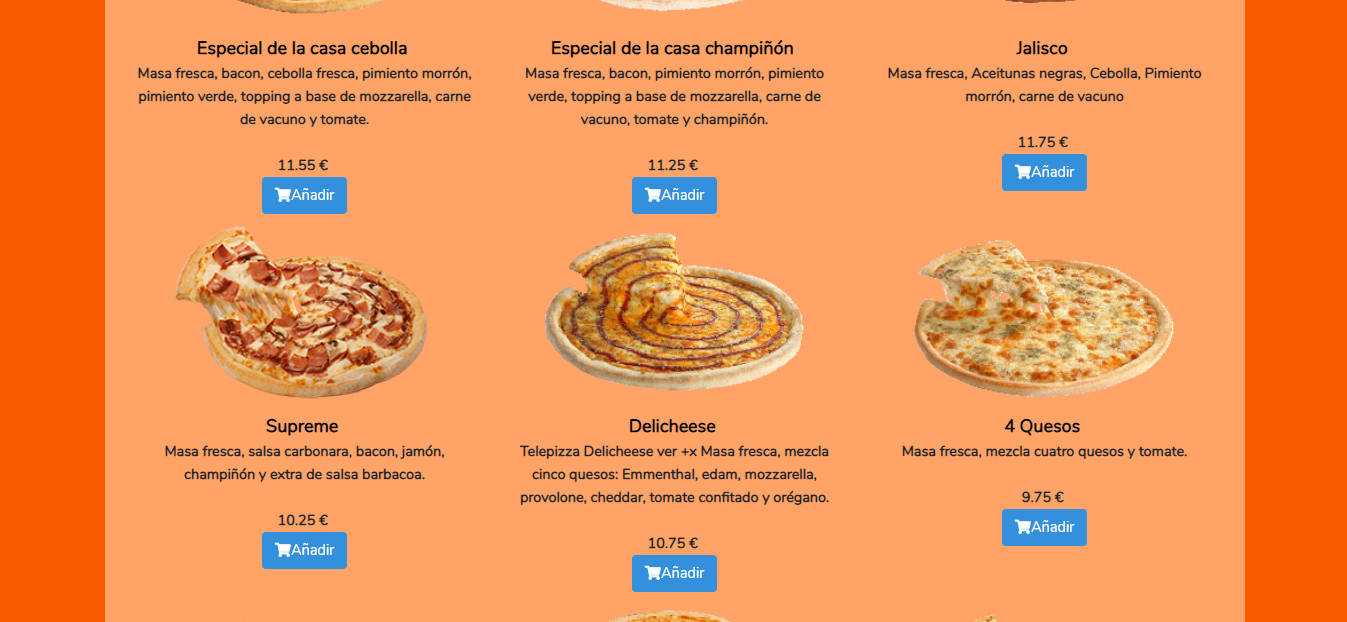 Especial de la casa cebolla
Masa fresca, bacon, cebolla fresca, pimiento morrón,
pimiento verde, topping a base de mozzarella, carne
de vacuno y tomate.
11.55 €
Añadir
Especial de la casa champiñón
Masa fresca, bacon, pimiento morrón, pimiento
verde, topping a base de mozzarella, carne de
vacuno, tomate y champiñón.
11.25 €
Añadir
Jalisco
Masa fresca, Aceitunas negras, Cebolla, Pimiento
morrón, carne de vacuno
11.75 €
Añadir
Supreme
Masa fresca, salsa carbonara, bacon, jamón,
champiñón y extra de salsa barbacoa.
10.25 €
Añadir
Delicheese
Telepizza Delicheese ver +x Masa fresca, mezcla
cinco quesos: Emmenthal, edam, mozzarella,
provolone, cheddar, tomate confitado y orégano.
10.75 €
Añadir
4 Quesos
Masa fresca, mezcla cuatro quesos y tomate.
9.75 €
Añadir